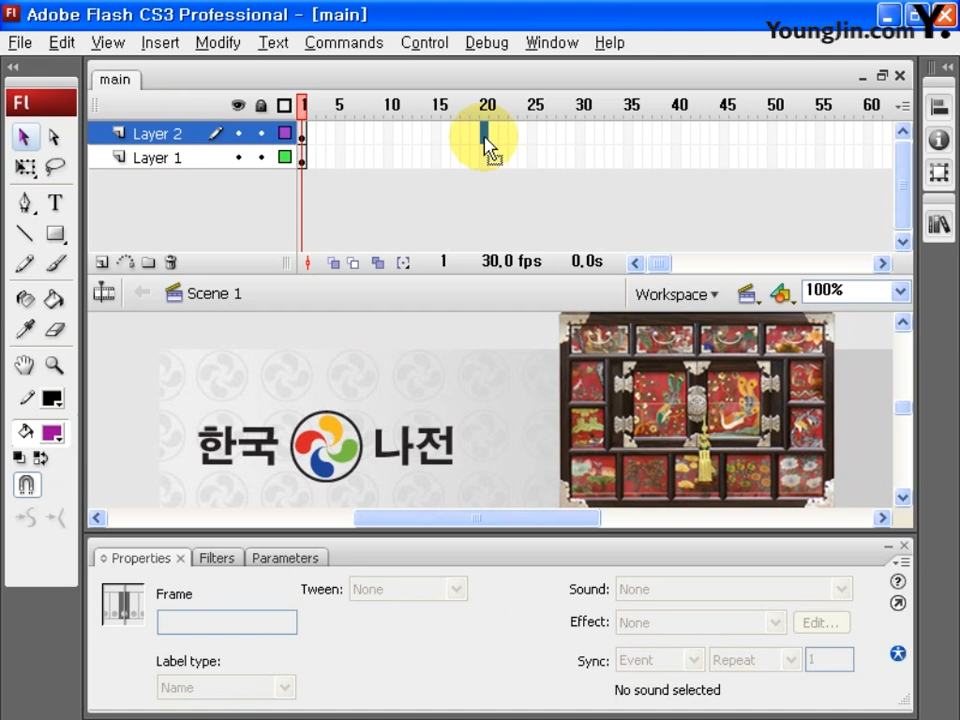 Adobe Flash CS3 Professional - [main]
YoungJin.com Y.
File Edit View Insert Modify Text Commands Control Debug Window Help
main
Fl
1 5 10 15 20 25 30 35 40 45 50 55 60
Layer 2
Layer 1
1 30.0 fps 0.0s
Scene 1
Workspace
100%
한국 나전
Properties Filters Parameters
Frame
Tween: None
Sound: None
Effect: None Edit...
Label type:
Name
Sync: Event Repeat 1
No sound selected